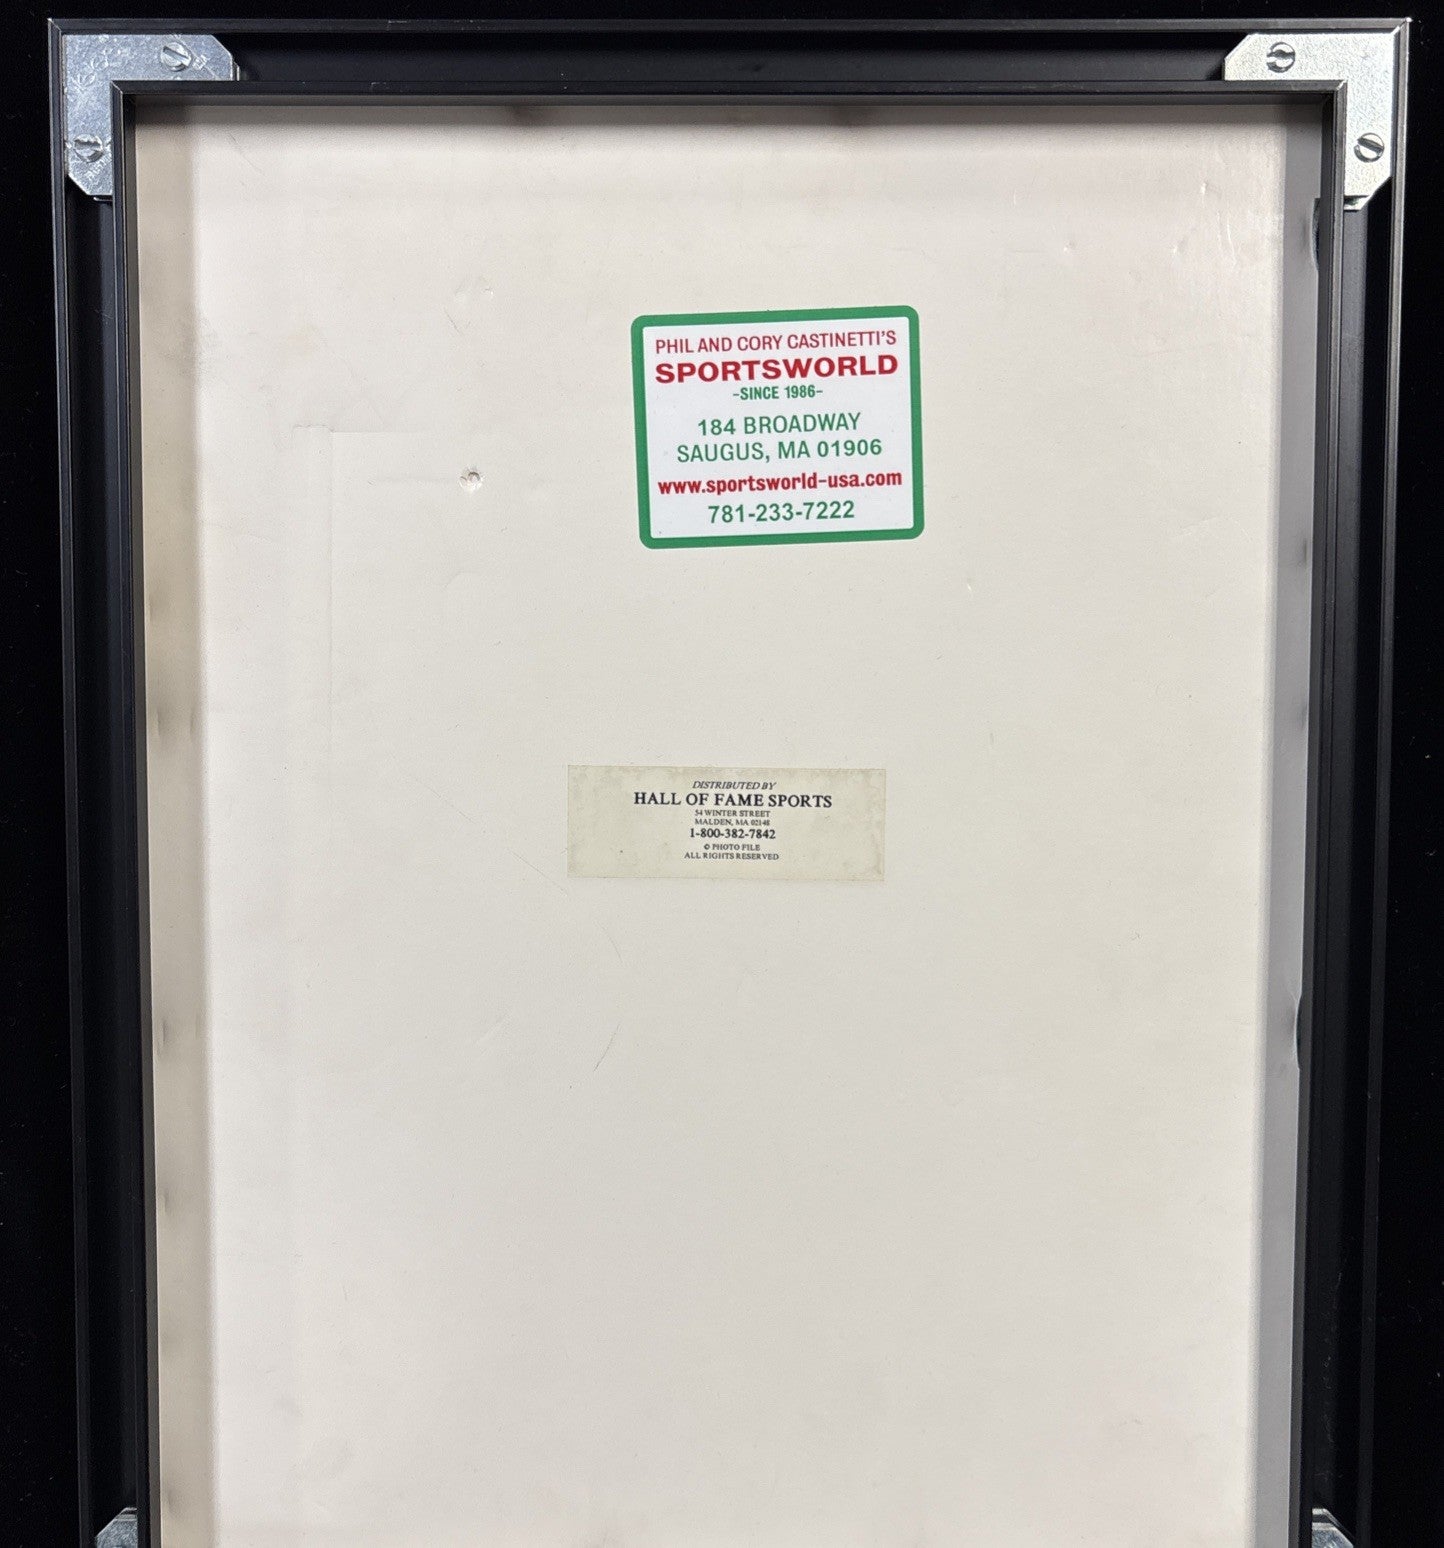 PHIL AND CORY CASTINETTI'S
SPORTSWORLD
-SINCE 1986-
184 BROADWAY
SAUGUS, MA 01906
www.sportsworld-usa.com
781-233-7222
DISTRIBUTED BY
HALL OF FAME SPORTS
54 WINTER STREET
MALDEN, MA 02148
1-800-382-7842
© PHOTO FILE
ALL RIGHTS RESERVED